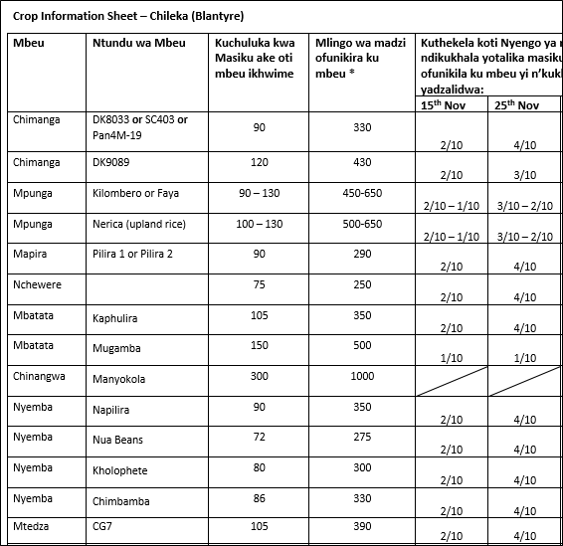 Crop Information Sheet – Chileka (Blantyre)
Mbeu Ntundu wa Mbeu Kuchuluka kwa Masiku ake oti mbeu ikhwime Mlingo wa madzi ofunikira ku mbeu * Kuthekela koti Nyengo ya
ndikukhala yotalika masiku
ofunikila ku mbeu yi n’kuk
yadzalidwa:
15th Nov 25th Nov
Chimanga DK8033 or SC403 or Pan4M-19 90 330 2/10 4/10
Chimanga DK9089 120 430 2/10 3/10
Mpunga Kilombero or Faya 90 – 130 450-650 2/10 – 1/10 3/10 – 2/10
Mpunga Nerica (upland rice) 100 – 130 500-650 2/10 – 1/10 3/10 – 2/10
Mapira Pilira 1 or Pilira 2 90 290 2/10 4/10
Nchewere 75 250 2/10 4/10
Mbatata Kaphulira 105 350 2/10 4/10
Mbatata Mugamba 150 500 1/10 1/10
Chinangwa Manyokola 300 1000
Nyemba Napilira 90 350 2/10 4/10
Nyemba Nua Beans 72 275 2/10 4/10
Nyemba Kholophete 80 300 2/10 4/10
Nyemba Chimbamba 86 330 2/10 4/10
Mtedza CG7 105 390 2/10 4/10